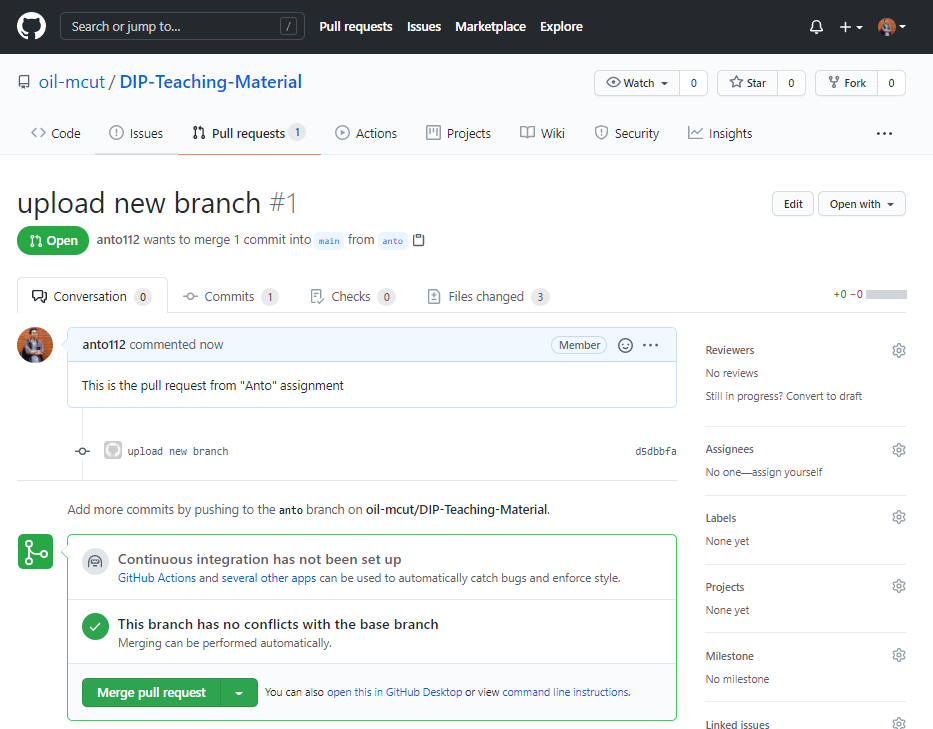 Search or jump to... /
Pull requests Issues Marketplace Explore
oil-mcut / DIP-Teaching-Material
Watch 0 Star 0 Fork 0
Code Issues Pull requests 1 Actions Projects Wiki Security Insights ...
upload new branch #1
Edit Open with
Open anto112 wants to merge 1 commit into main from anto
Conversation 0 Commits 1 Checks 0 Files changed 3 +0 −0
anto112 commented now Member ...
This is the pull request from "Anto" assignment
upload new branch d5dbbfa
Add more commits by pushing to the anto branch on oil-mcut/DIP-Teaching-Material.
Continuous integration has not been set up
GitHub Actions and several other apps can be used to automatically catch bugs and enforce style.
This branch has no conflicts with the base branch
Merging can be performed automatically.
Merge pull request You can also open this in GitHub Desktop or view command line instructions.
Reviewers
No reviews
Still in progress? Convert to draft
Assignees
No one—assign yourself
Labels
None yet
Projects
None yet
Milestone
No milestone
Linked issues